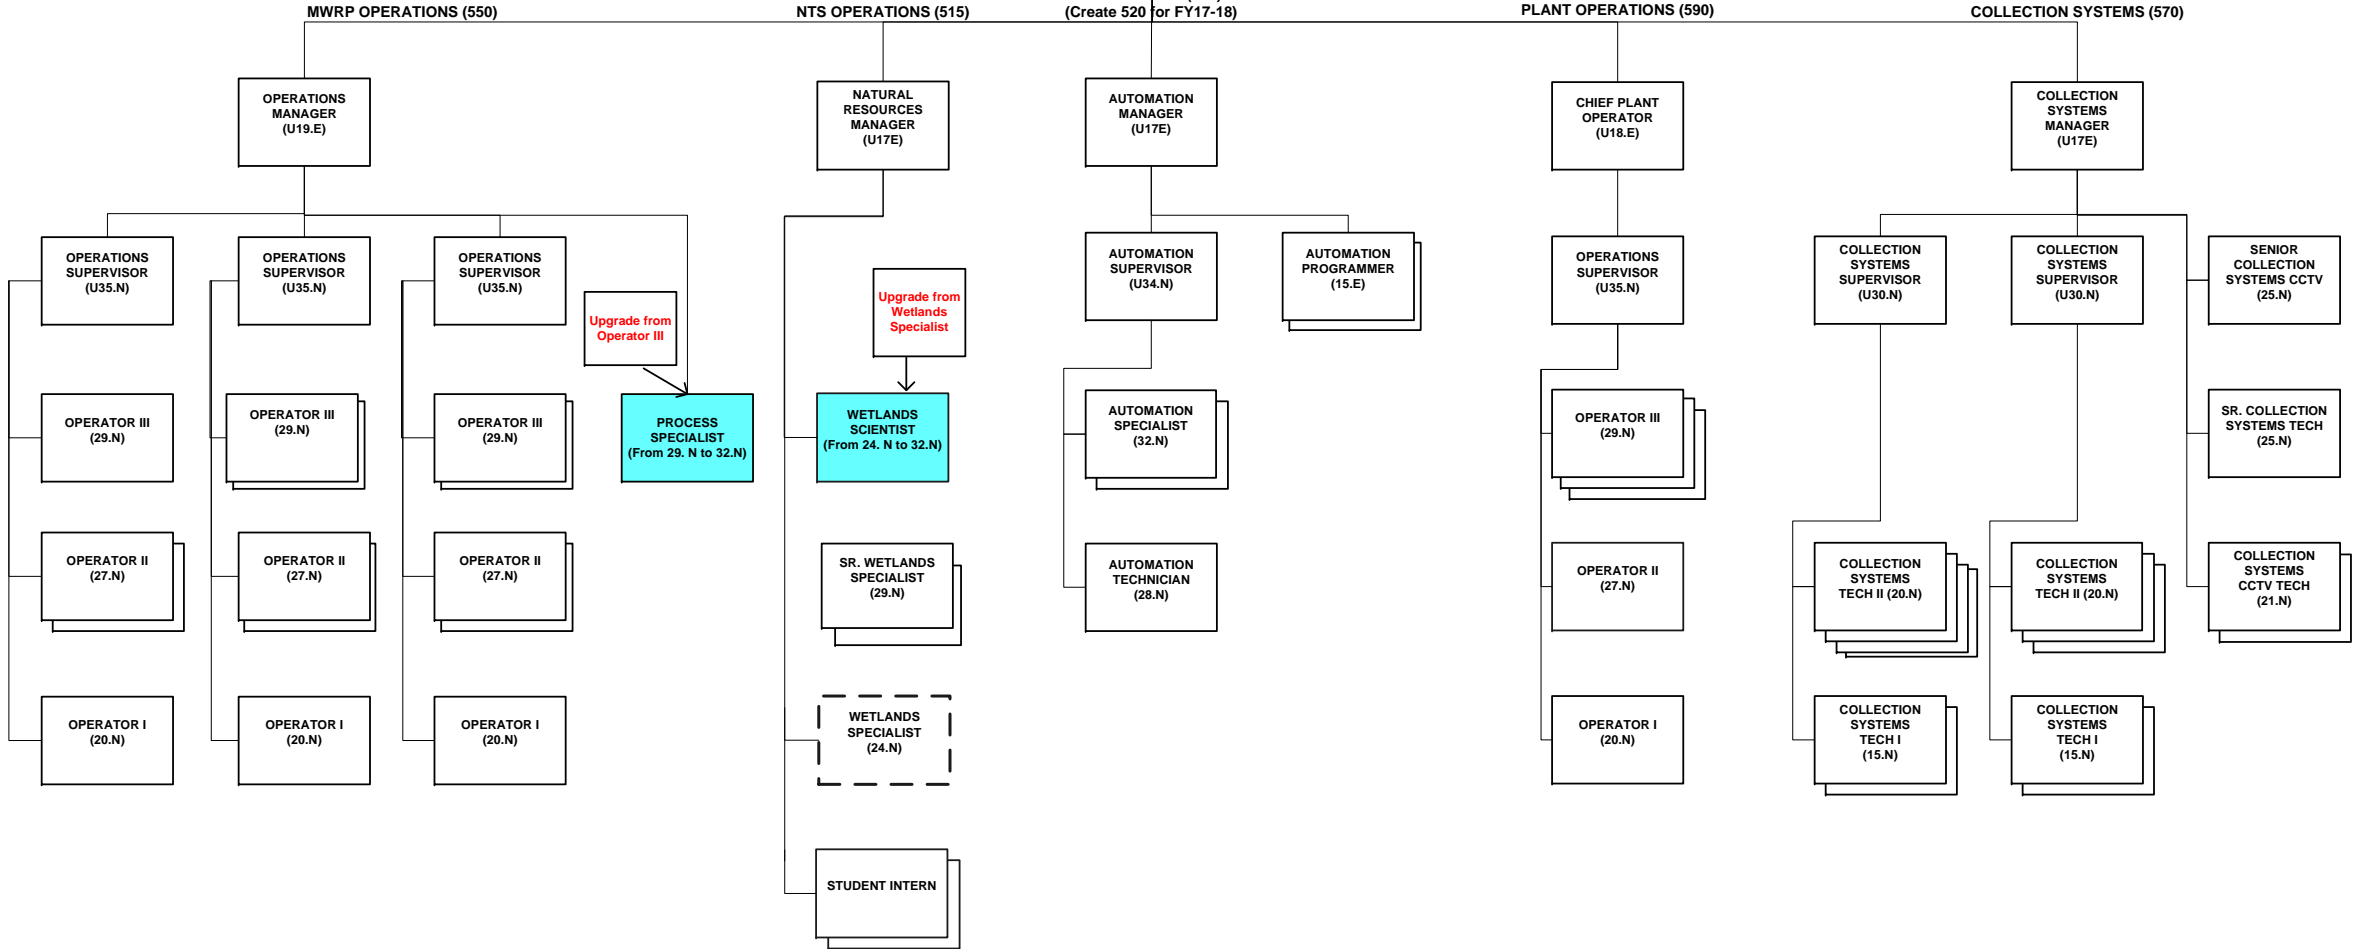 MWRP OPERATIONS (550)
NTS OPERATIONS (515)
(Create 520 for FY17-18)
PLANT OPERATIONS (590)
COLLECTION SYSTEMS (570)
OPERATIONS
MANAGER
(U19.E)
NATURAL
RESOURCES
MANAGER
(U17E)
AUTOMATION
MANAGER
(U17E)
CHIEF PLANT
OPERATOR
(U18.E)
COLLECTION
SYSTEMS
MANAGER
(U17E)
OPERATIONS
SUPERVISOR
(U35.N)
OPERATIONS
SUPERVISOR
(U35.N)
OPERATIONS
SUPERVISOR
(U35.N)
Upgrade from
Operator III
Upgrade from
Wetlands
Specialist
AUTOMATION
SUPERVISOR
(U34.N)
AUTOMATION
PROGRAMMER
(15.E)
OPERATIONS
SUPERVISOR
(U35.N)
COLLECTION
SYSTEMS
SUPERVISOR
(U30.N)
COLLECTION
SYSTEMS
SUPERVISOR
(U30.N)
SENIOR
COLLECTION
SYSTEMS CCTV
(25.N)
OPERATOR III
(29.N)
OPERATOR III
(29.N)
OPERATOR III
(29.N)
PROCESS
SPECIALIST
(From 29. N to 32.N)
WETLANDS
SCIENTIST
(From 24. N to 32.N)
AUTOMATION
SPECIALIST
(32.N)
OPERATOR III
(29.N)
SR. COLLECTION
SYSTEMS TECH
(25.N)
OPERATOR II
(27.N)
OPERATOR II
(27.N)
OPERATOR II
(27.N)
SR. WETLANDS
SPECIALIST
(29.N)
AUTOMATION
TECHNICIAN
(28.N)
OPERATOR II
(27.N)
COLLECTION
SYSTEMS
TECH II (20.N)
COLLECTION
SYSTEMS
TECH II (20.N)
COLLECTION
SYSTEMS
CCTV TECH
(21.N)
OPERATOR I
(20.N)
OPERATOR I
(20.N)
OPERATOR I
(20.N)
WETLANDS
SPECIALIST
(24.N)
OPERATOR I
(20.N)
COLLECTION
SYSTEMS
TECH I
(15.N)
COLLECTION
SYSTEMS
TECH I
(15.N)
STUDENT INTERN